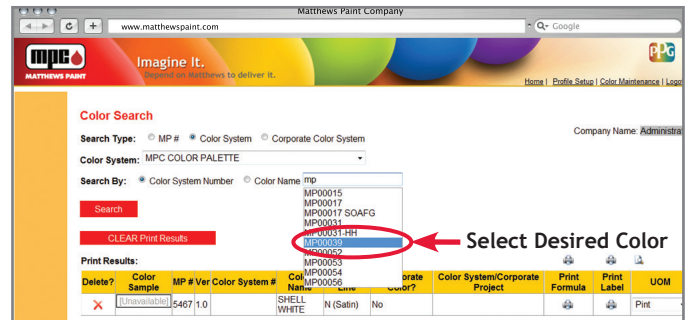 Matthews Paint Company
www.matthewspaint.com
Google
mpc
MATTHEWS PAINT
Imagine It.
Depend on Matthews to deliver it.
PPG
Home | Profile Setup | Color Maintenance | Logo
Color Search
Company Name: Administra
Search Type: MP # Color System Corporate Color System
Color System: MPC COLOR PALETTE
Search By: Color System Number Color Name mp
MP00015
MP00017
MP00017 SOAFG
MP00031
MP00031-HH
MP00039
MP00052
MP00053
MP00054
MP00056
Search
CLEAR Print Results
Select Desired Color
Print Results:
Delete? Color Sample MP # Ver Color System # Name Line Color? Color System/Corporate Project Print Formula Print Label UOM
[Unavailable] 5467 1.0 SHELL WHITE N (Satin) No Pint